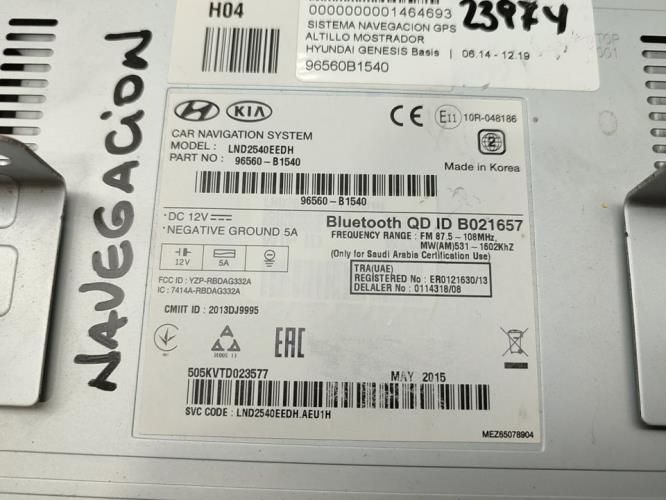 H04
0000000001464693
23974
SISTEMA NAVEGACION GPS
ALTILLO MOSTRADOR
HYUNDAI GENESIS Basis | 06.14 - 12.19
96560B1540
NAVEGACION
HYUNDAI KIA
CE E11 10R-048186
CAR NAVIGATION SYSTEM
MODEL : LND2540EEDH
PART NO : 96560-B1540
2
Made in Korea
96560-B1540
*DC 12V
*NEGATIVE GROUND 5A
Bluetooth QD ID B021657
FREQUENCY RANGE : FM 87.5 - 108MHz,
MW(AM)531-1602KhZ
(Only for Saudi Arabia Certification Use)
12V 5A
TRA(UAE)
REGISTERED No : ER0121630/13
DELALER No : 0114318/08
FCC ID : YZP-RBDAG332A
IC : 7414A-RBDAG332A
CMIIT ID : 2013DJ9995
EAC
505KVTD023577
MAY 2015
SVC CODE : LND2540EEDH.AEU1H
MEZ65078904